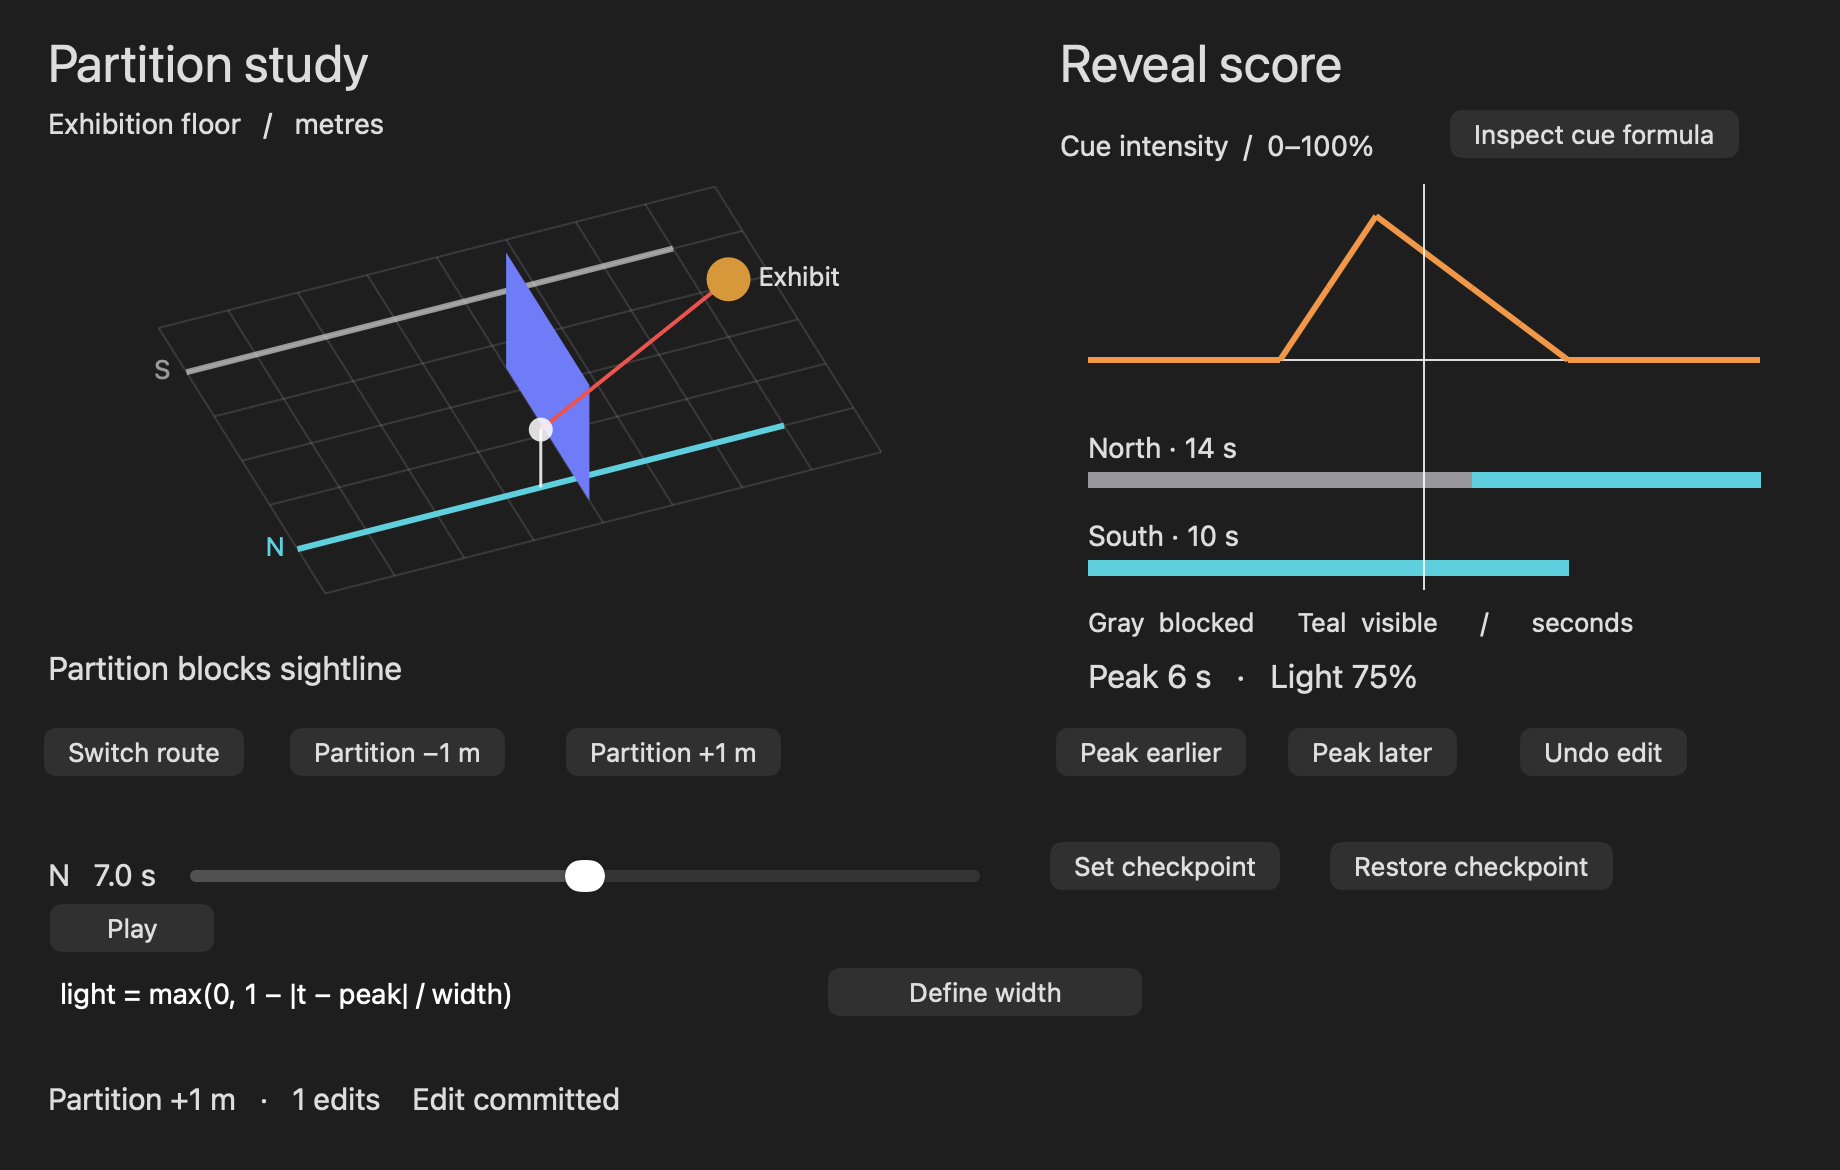 Partition study
Exhibition floor / metres
Exhibit
S
N
Partition blocks sightline
Switch route
Partition –1 m
Partition +1 m
N 7.0 s
Play
light = max(0, 1 – |t – peak| / width)
Define width
Partition +1 m · 1 edits Edit committed
Reveal score
Cue intensity / 0–100%
Inspect cue formula
North · 14 s
South · 10 s
Gray blocked Teal visible / seconds
Peak 6 s · Light 75%
Peak earlier
Peak later
Undo edit
Set checkpoint
Restore checkpoint